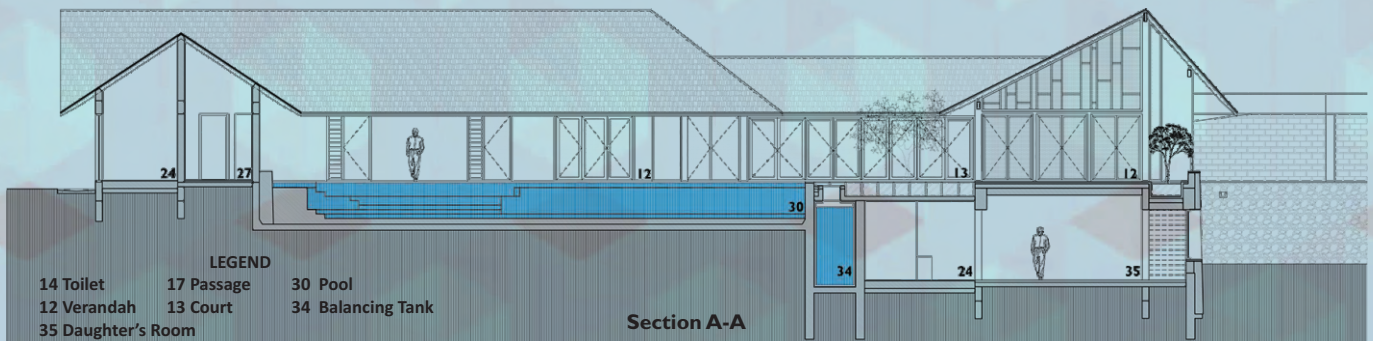 24
27
12
13
12
30
34
24
35
LEGEND
14 Toilet 17 Passage 30 Pool
12 Verandah 13 Court 34 Balancing Tank
35 Daughter's Room
Section A-A